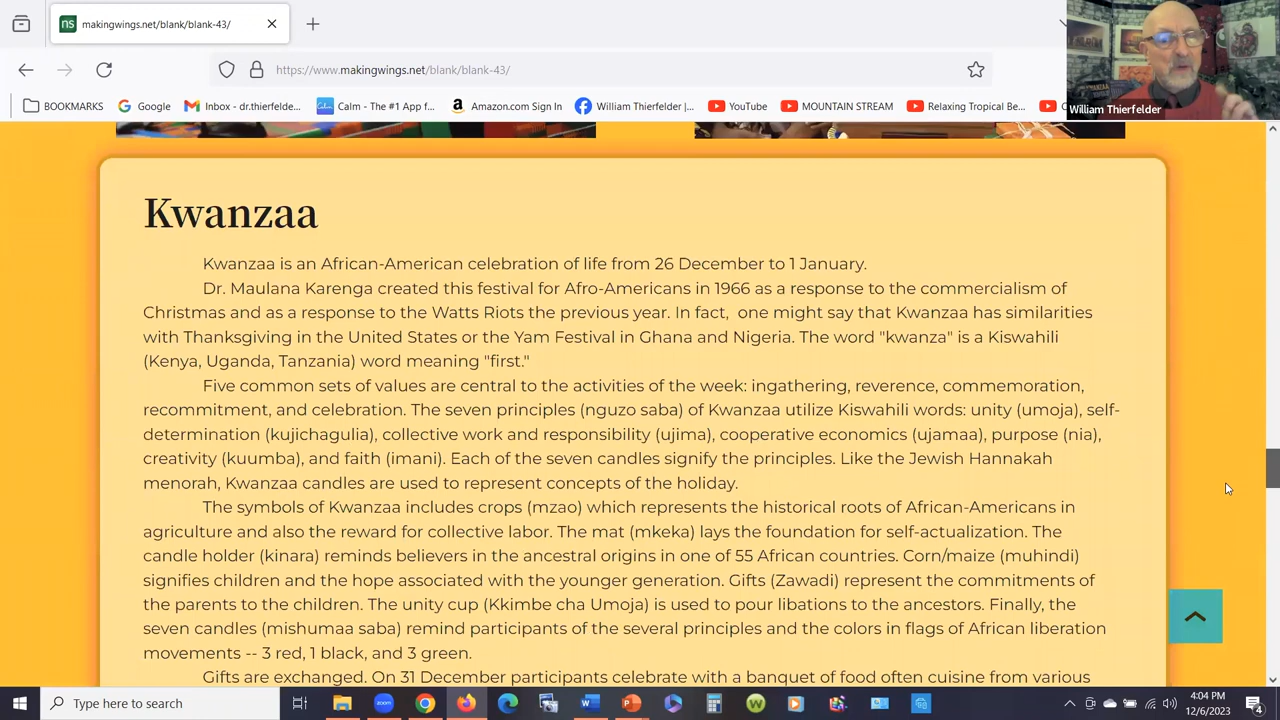 makingwings.net/blank/blank-43/
https://www.makingwings.net/blank/blank-43/
BOOKMARKS Google Inbox - dr.thierfelde... Calm - The #1 App f... Amazon.com Sign In William Thierfelder |... YouTube MOUNTAIN STREAM Relaxing Tropical Be...
William Thierfelder
Kwanzaa
Kwanzaa is an African-American celebration of life from 26 December to 1 January.
Dr. Maulana Karenga created this festival for Afro-Americans in 1966 as a response to the commercialism of
Christmas and as a response to the Watts Riots the previous year. In fact, one might say that Kwanzaa has similarities
with Thanksgiving in the United States or the Yam Festival in Ghana and Nigeria. The word "kwanza" is a Kiswahili
(Kenya, Uganda, Tanzania) word meaning "first."
Five common sets of values are central to the activities of the week: ingathering, reverence, commemoration,
recommitment, and celebration. The seven principles (nguzo saba) of Kwanzaa utilize Kiswahili words: unity (umoja), self-
determination (kujichagulia), collective work and responsibility (ujima), cooperative economics (ujamaa), purpose (nia),
creativity (kuumba), and faith (imani). Each of the seven candles signify the principles. Like the Jewish Hannakah
menorah, Kwanzaa candles are used to represent concepts of the holiday.
The symbols of Kwanzaa includes crops (mzao) which represents the historical roots of African-Americans in
agriculture and also the reward for collective labor. The mat (mkeka) lays the foundation for self-actualization. The
candle holder (kinara) reminds believers in the ancestral origins in one of 55 African countries. Corn/maize (muhindi)
signifies children and the hope associated with the younger generation. Gifts (Zawadi) represent the commitments of
the parents to the children. The unity cup (Kkimbe cha Umoja) is used to pour libations to the ancestors. Finally, the
seven candles (mishumaa saba) remind participants of the several principles and the colors in flags of African liberation
movements -- 3 red, 1 black, and 3 green.
Gifts are exchanged. On 31 December participants celebrate with a banquet of food often cuisine from various
Type here to search
4:04 PM
12/6/2023